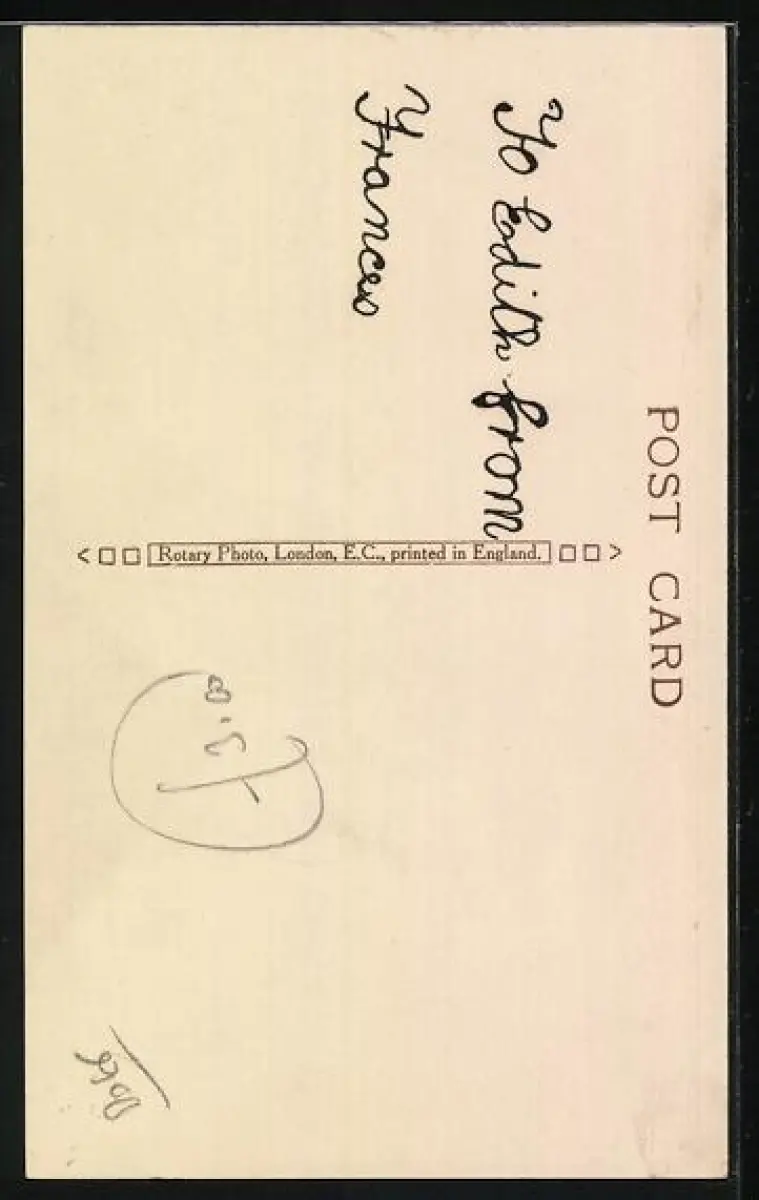 POST CARD
To Edith from
Frances
Rotary Photo, London, E.C., printed in England.